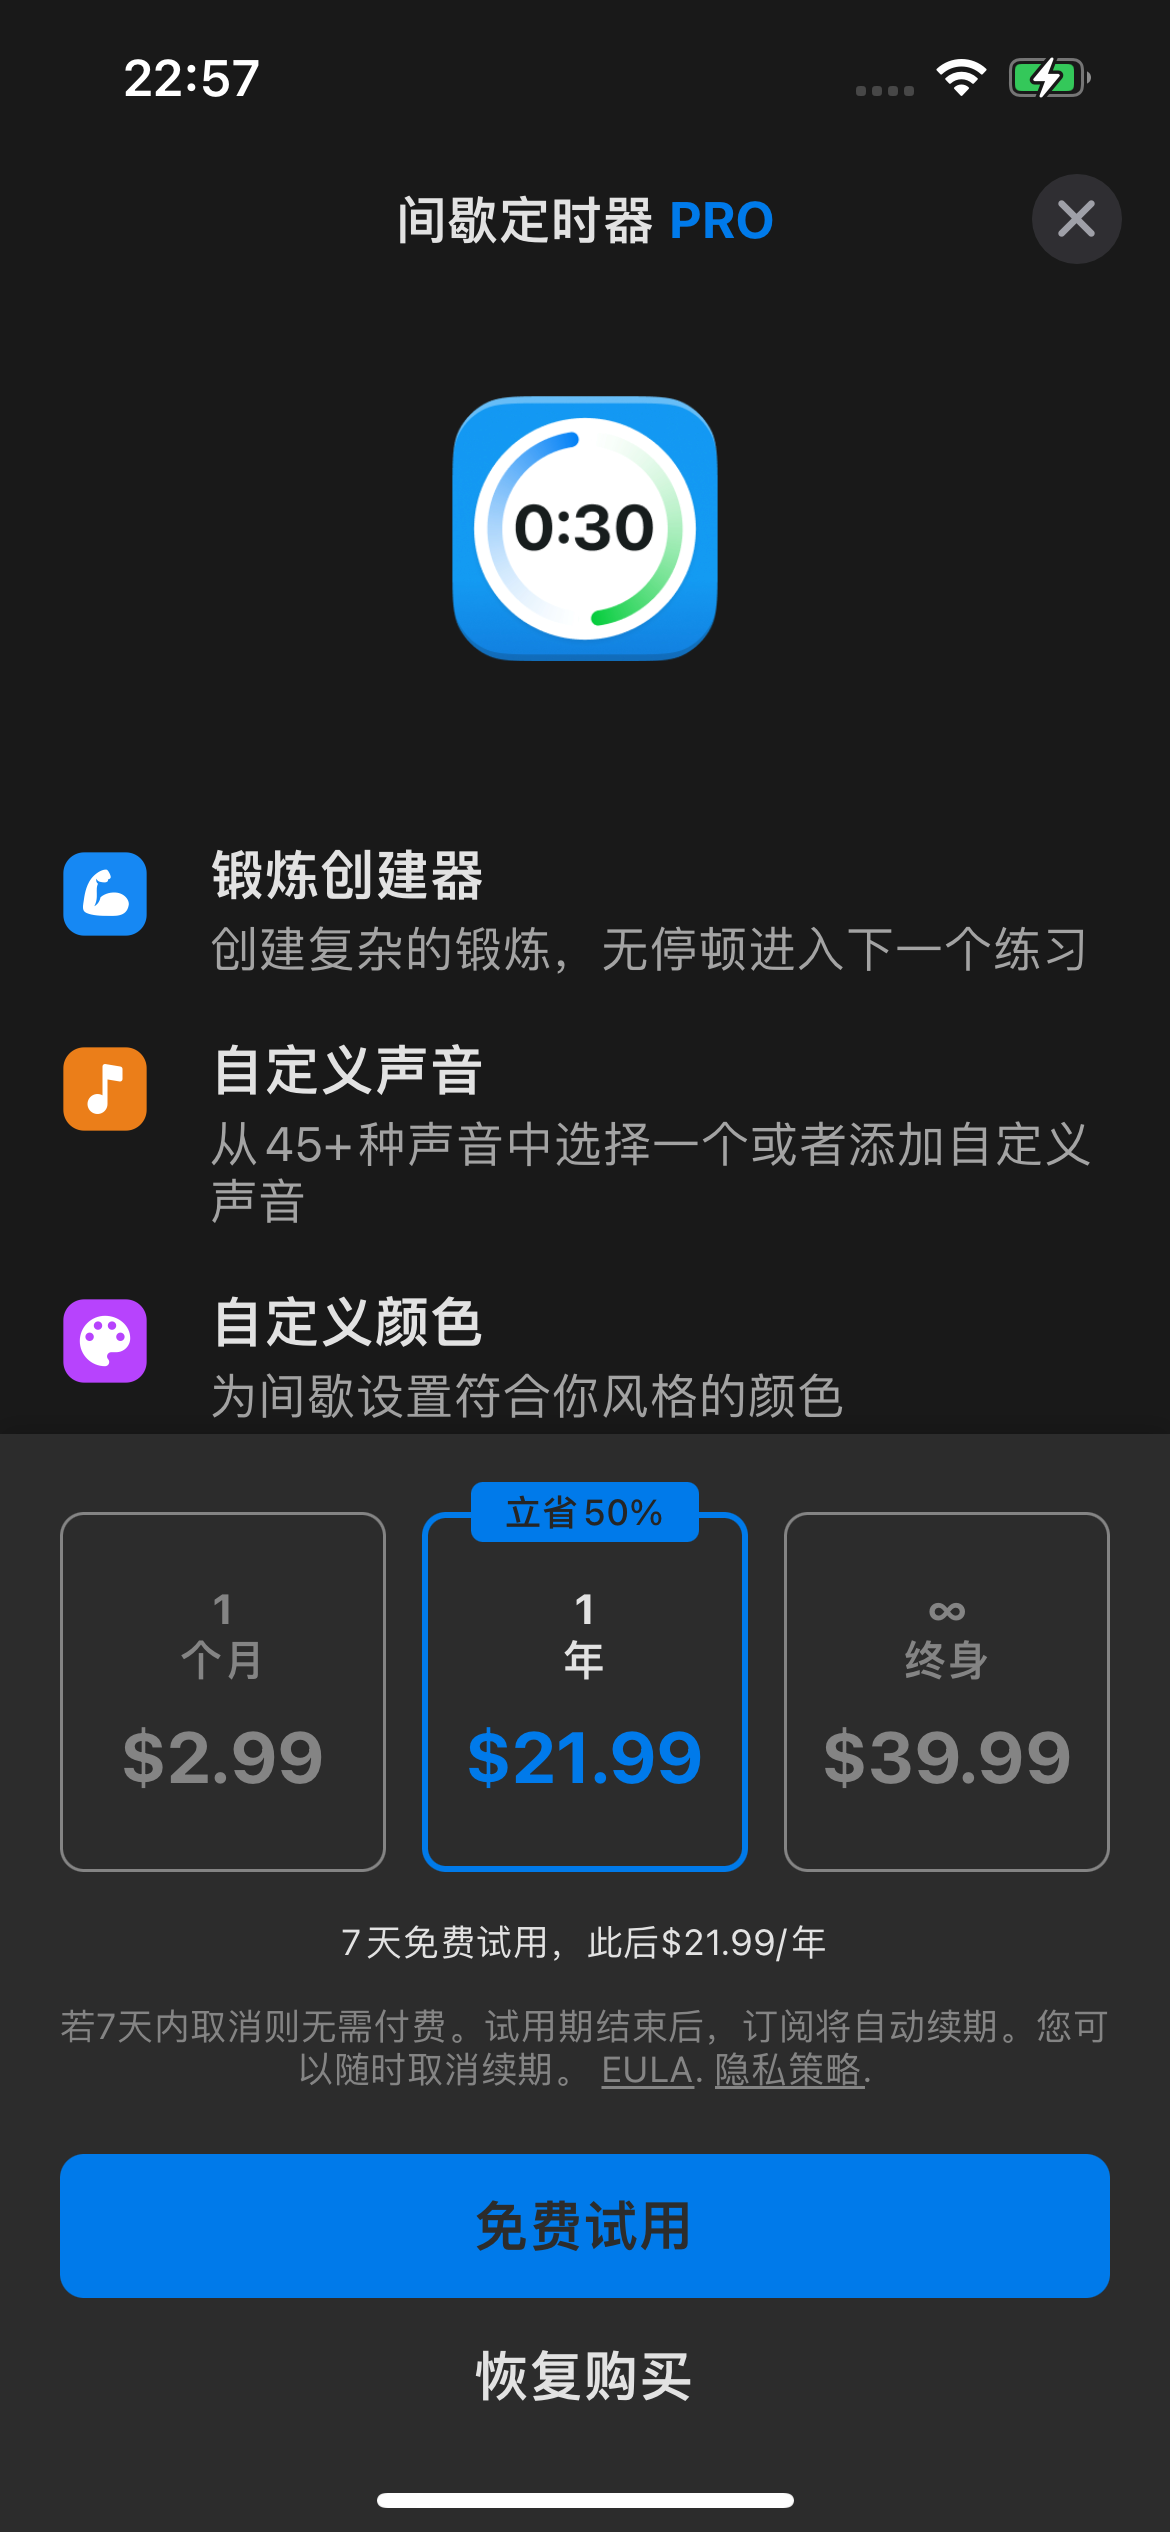 22:57
间歇定时器 PRO
0:30
锻炼创建器
创建复杂的锻炼，无停顿进入下一个练习
自定义声音
从45+种声音中选择一个或者添加自定义
声音
自定义颜色
为间歇设置符合你风格的颜色
立省50%
1
个月
$2.99
1
年
$21.99
∞
终身
$39.99
7天免费试用，此后$21.99/年
若7天内取消则无需付费。试用期结束后，订阅将自动续期。您可
以随时取消续期。 EULA. 隐私策略.
免费试用
恢复购买